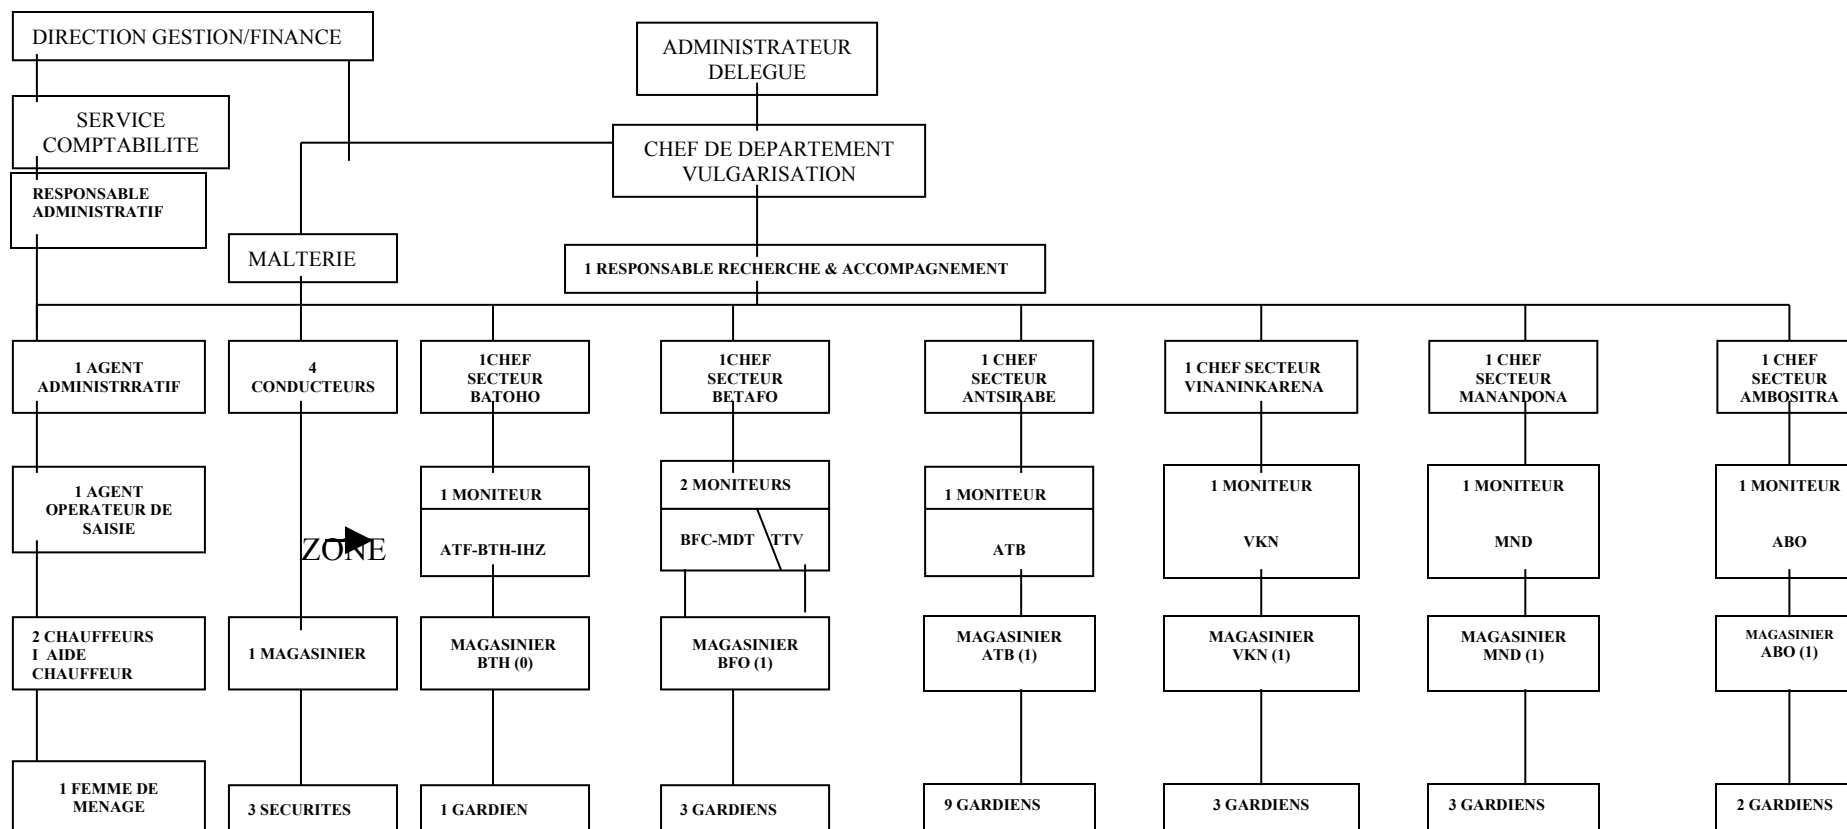 DIRECTION GESTION/FINANCE
ADMINISTRATEUR
DELEGUE
SERVICE
COMPTABILITE
CHEF DE DEPARTEMENT
VULGARISATION
RESPONSABLE
ADMINISTRATIF
MALTERIE
1 RESPONSABLE RECHERCHE & ACCOMPAGNEMENT
1 AGENT
ADMINISTRRATIF
4
CONDUCTEURS
1CHEF
SECTEUR
BATOHO
1CHEF
SECTEUR
BETAFO
1 CHEF
SECTEUR
ANTSIRABE
1 CHEF SECTEUR
VINANINKARENA
1 CHEF
SECTEUR
MANANDONA
1 CHEF
SECTEUR
AMBOSITRA
1 AGENT
OPERATEUR DE
SAISIE
ZONE
1 MONITEUR
ATF-BTH-IHZ
2 MONITEURS
BFC-MDT TTV
1 MONITEUR
ATB
1 MONITEUR
VKN
1 MONITEUR
MND
1 MONITEUR
ABO
2 CHAUFFEURS
I AIDE
CHAUFFEUR
1 MAGASINIER
MAGASINIER
BTH (0)
MAGASINIER
BFO (1)
MAGASINIER
ATB (1)
MAGASINIER
VKN (1)
MAGASINIER
MND (1)
MAGASINIER
ABO (1)
1 FEMME DE
MENAGE
3 SECURITES
1 GARDIEN
3 GARDIENS
9 GARDIENS
3 GARDIENS
3 GARDIENS
2 GARDIENS